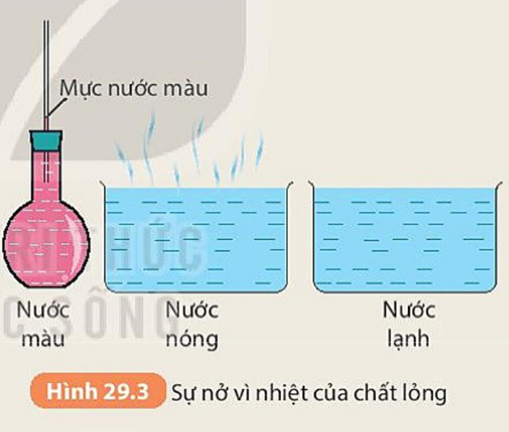 Mực nước màu
Nước
màu
Nước
nóng
Nước
lạnh
Hình 29.3 Sự nở vì nhiệt của chất lỏng